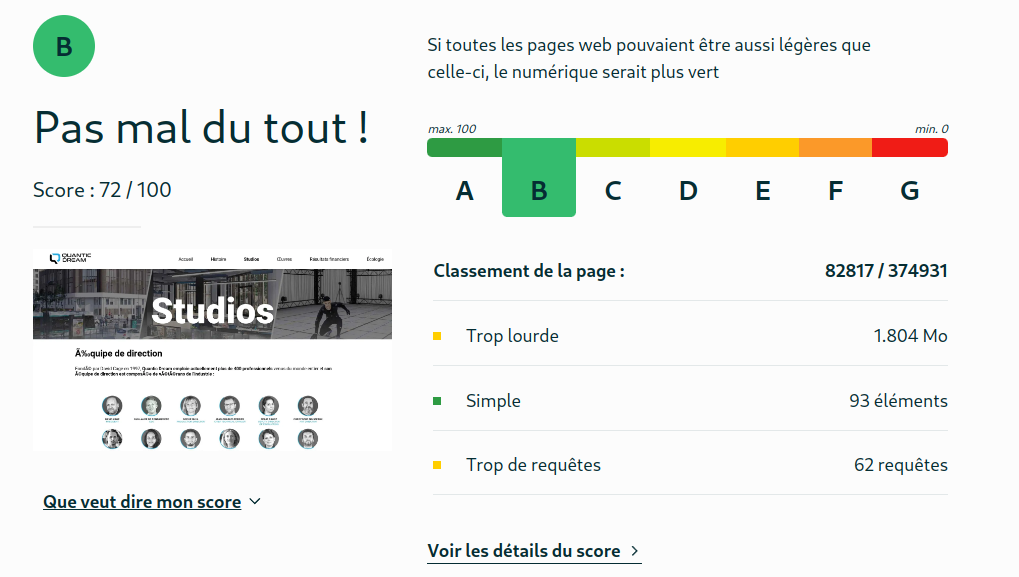 B
Pas mal du tout !
Score : 72 / 100
QUANTIC DREAM
Accueil Histoire Studios Œuvres Résultats financiers Écologie
Studios
Ã‰quipe de direction
Que veut dire mon score
Si toutes les pages web pouvaient être aussi légères que
celle-ci, le numérique serait plus vert
max. 100 min. 0
A B C D E F G
Classement de la page : 82817 / 374931
Trop lourde 1.804 Mo
Simple 93 éléments
Trop de requêtes 62 requêtes
Voir les détails du score